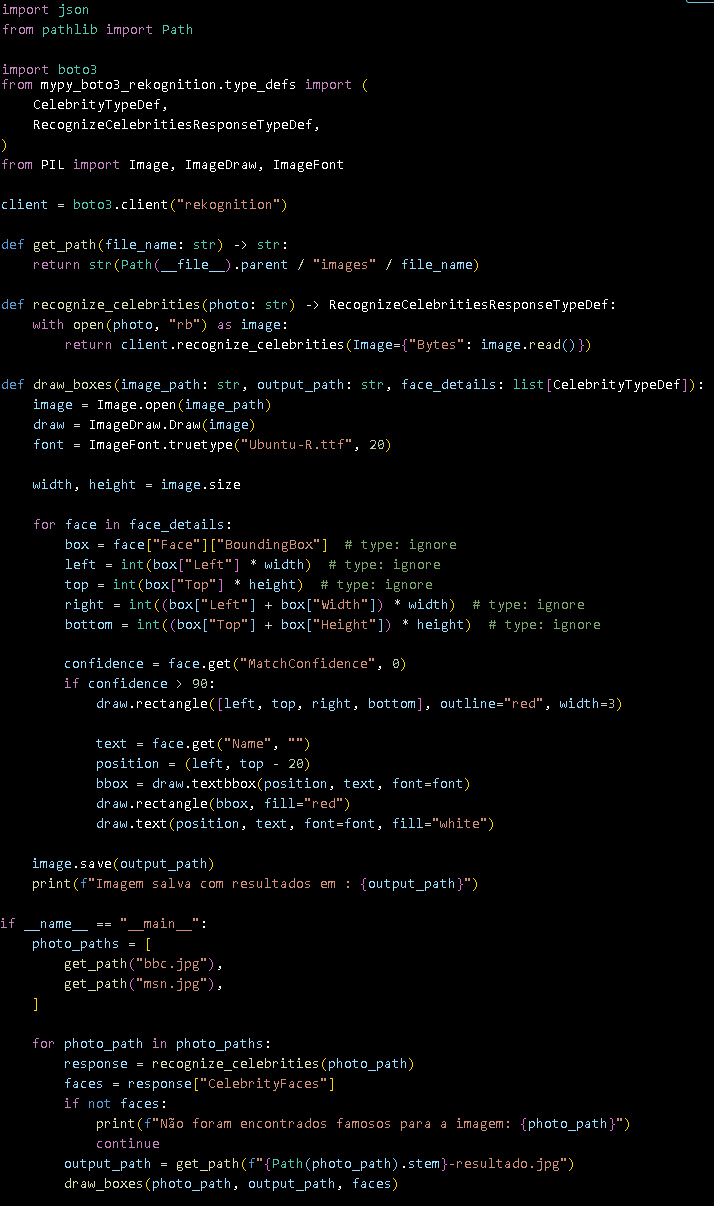 import json
from pathlib import Path

import boto3
from mypy_boto3_rekognition.type_defs import (
    CelebrityTypeDef,
    RecognizeCelebritiesResponseTypeDef,
)
from PIL import Image, ImageDraw, ImageFont

client = boto3.client("rekognition")

def get_path(file_name: str) -> str:
    return str(Path(__file__).parent / "images" / file_name)

def recognize_celebrities(photo: str) -> RecognizeCelebritiesResponseTypeDef:
    with open(photo, "rb") as image:
        return client.recognize_celebrities(Image={"Bytes": image.read()})

def draw_boxes(image_path: str, output_path: str, face_details: list[CelebrityTypeDef]):
    image = Image.open(image_path)
    draw = ImageDraw.Draw(image)
    font = ImageFont.truetype("Ubuntu-R.ttf", 20)

    width, height = image.size

    for face in face_details:
        box = face["Face"]["BoundingBox"]  # type: ignore
        left = int(box["Left"] * width)  # type: ignore
        top = int(box["Top"] * height)  # type: ignore
        right = int((box["Left"] + box["Width"]) * width)  # type: ignore
        bottom = int((box["Top"] + box["Height"]) * height)  # type: ignore

        confidence = face.get("MatchConfidence", 0)
        if confidence > 90:
            draw.rectangle([left, top, right, bottom], outline="red", width=3)

            text = face.get("Name", "")
            position = (left, top - 20)
            bbox = draw.textbbox(position, text, font=font)
            draw.rectangle(bbox, fill="red")
            draw.text(position, text, font=font, fill="white")

    image.save(output_path)
    print(f"Imagem salva com resultados em : {output_path}")

if __name__ == "__main__":
    photo_paths = [
        get_path("bbc.jpg"),
        get_path("msn.jpg"),
    ]

    for photo_path in photo_paths:
        response = recognize_celebrities(photo_path)
        faces = response["CelebrityFaces"]
        if not faces:
            print(f"Não foram encontrados famosos para a imagem: {photo_path}")
            continue
        output_path = get_path(f"{Path(photo_path).stem}-resultado.jpg")
        draw_boxes(photo_path, output_path, faces)